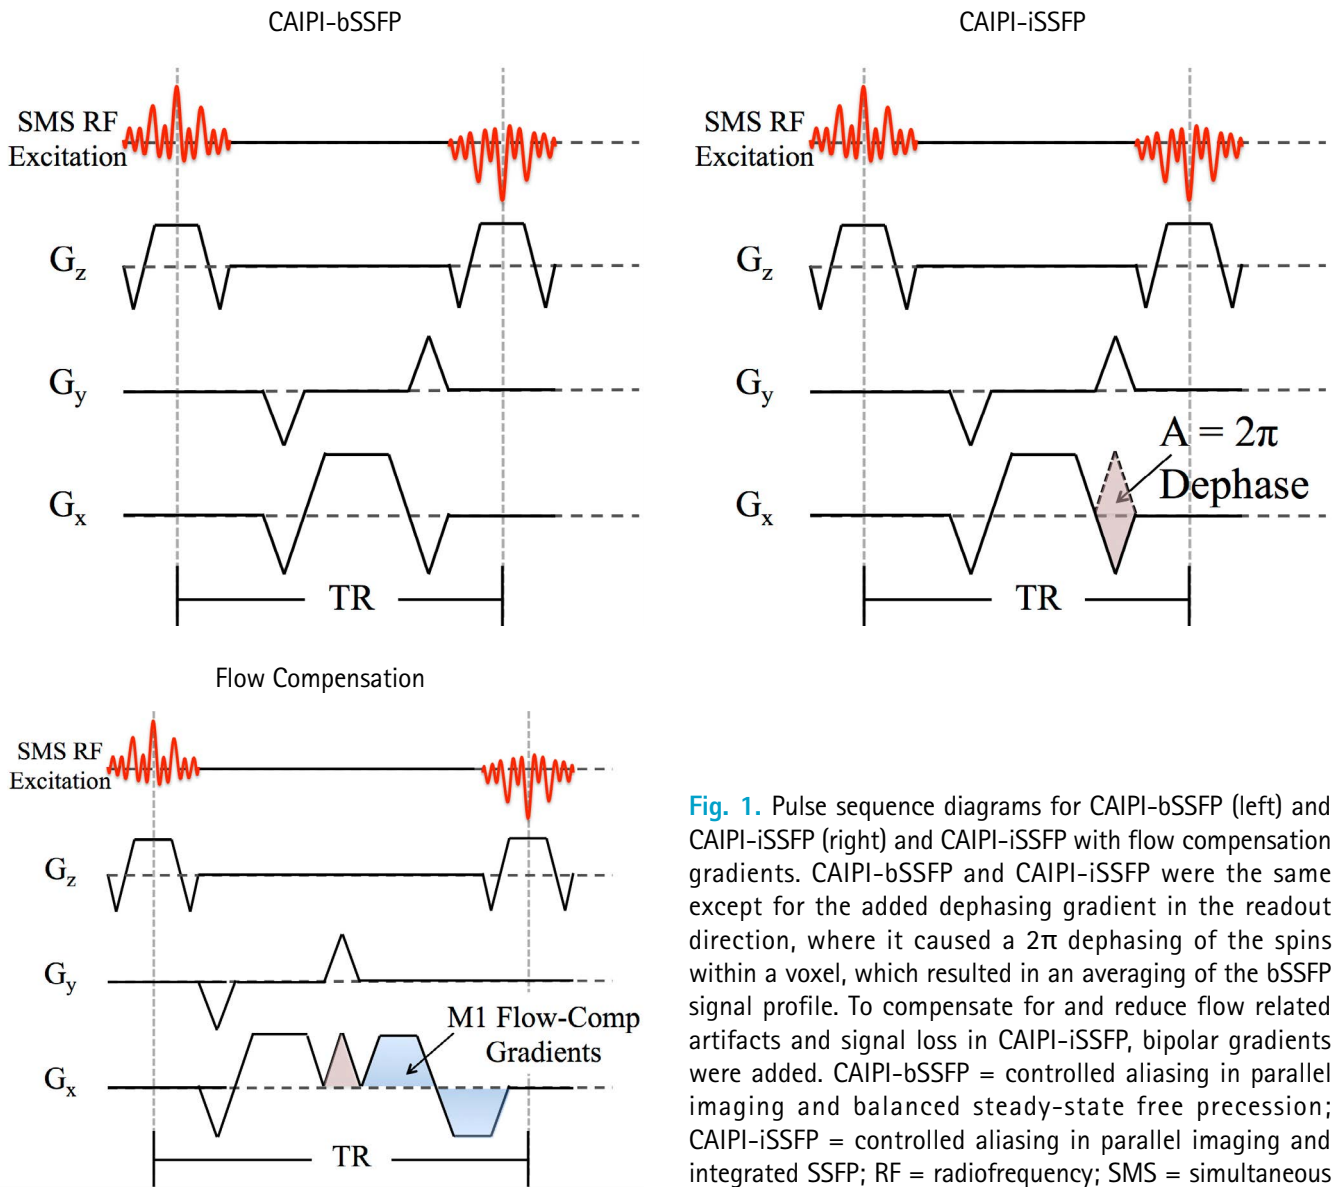 CAIPI-bSSFP
SMS RF
Excitation
Gz
Gy
Gx
TR
CAIPI-iSSFP
SMS RF
Excitation
Gz
Gy
A = 2π
Dephase
Gx
TR
Flow Compensation
SMS RF
Excitation
Gz
Gy
M1 Flow-Comp
Gradients
Gx
TR
Fig. 1. Pulse sequence diagrams for CAIPI-bSSFP (left) and
CAIPI-iSSFP (right) and CAIPI-iSSFP with flow compensation
gradients. CAIPI-bSSFP and CAIPI-iSSFP were the same
except for the added dephasing gradient in the readout
direction, where it caused a 2π dephasing of the spins
within a voxel, which resulted in an averaging of the bSSFP
signal profile. To compensate for and reduce flow related
artifacts and signal loss in CAIPI-iSSFP, bipolar gradients
were added. CAIPI-bSSFP = controlled aliasing in parallel
imaging and balanced steady-state free precession;
CAIPI-iSSFP = controlled aliasing in parallel imaging and
integrated SSFP; RF = radiofrequency; SMS = simultaneous